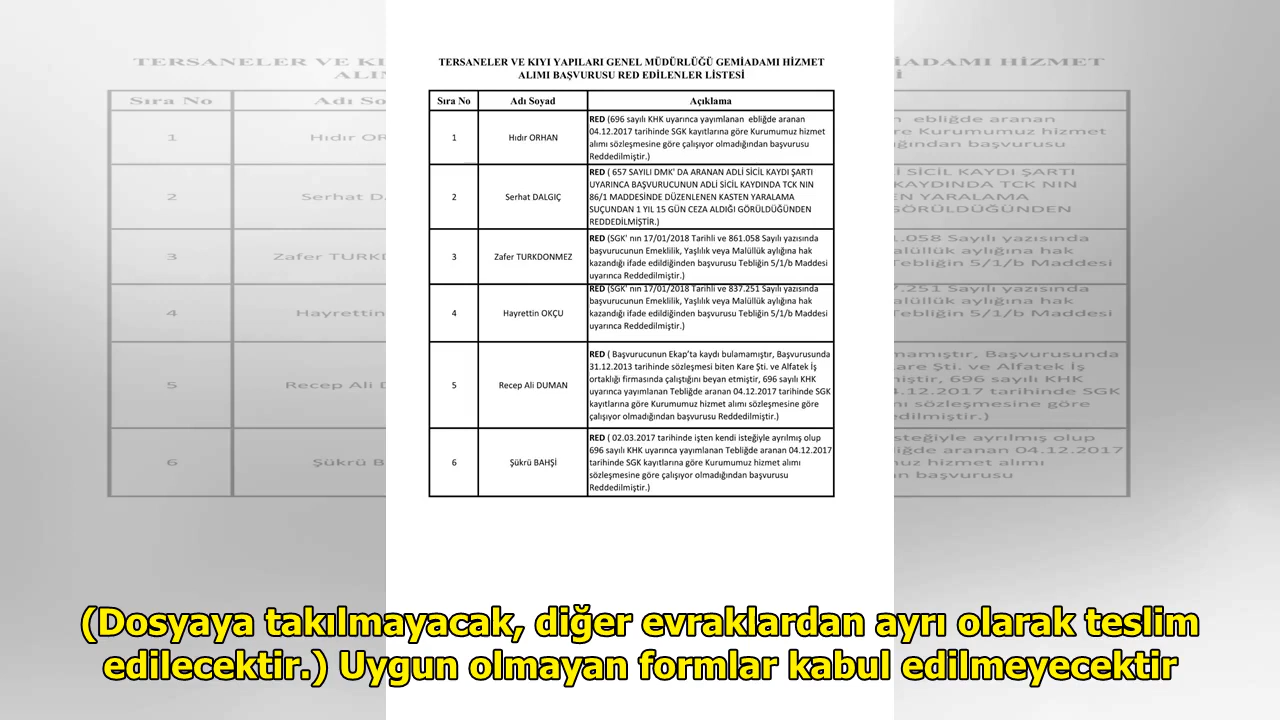 TERSANELER VE KIYI YAPILARI GENEL MÜDÜRLÜĞÜ GEMİADAMI HİZMET
ALIMI BAŞVURUSU RED EDİLENLER LİSTESİ
Sıra No Adı Soyad Açıklama
1 Hıdır ORHAN RED (696 sayılı KHK uyarınca yayımlanan ebliğde aranan
04.12.2017 tarihinde SGK kayıtlarına göre Kurumumuz hizmet
alımı sözleşmesine göre çalışıyor olmadığından başvurusu
Reddedilmiştir.)
2 Serhat DALGIÇ RED ( 657 SAYILI DMK' DA ARANAN ADLİ SİCİL KAYDI ŞARTI
UYARINCA BAŞVURUCUNUN ADLİ SİCİL KAYDINDA TCK NIN
86/1 MADDESİNDE DÜZENLENEN KASTEN YARALAMA
SUÇUNDAN 1 YIL 15 GÜN CEZA ALDIĞI GÖRÜLDÜĞÜNDEN
REDDEDİLMİŞTİR.)
3 Zafer TURKDONMEZ RED (SGK' nın 17/01/2018 Tarihli ve 861.058 Sayılı yazısında
başvurucunun Emeklilik, Yaşlılık veya Malüllük aylığına hak
kazandığı ifade edildiğinden başvurusu Tebliğin 5/1/b Maddesi
uyarınca Reddedilmiştir.)
4 Hayrettin OKÇU RED (SGK' nın 17/01/2018 Tarihli ve 837.251 Sayılı yazısında
başvurucunun Emeklilik, Yaşlılık veya Malüllük aylığına hak
kazandığı ifade edildiğinden başvurusu Tebliğin 5/1/b Maddesi
uyarınca Reddedilmiştir.)
5 Recep Ali DUMAN RED ( Başvurucunun Ekap'ta kaydı bulamamıştır, Başvurusunda
31.12.2013 tarihinde sözleşmesi biten Kare Şti. ve Alfatek İş
ortaklığı firmasında çalıştığını beyan etmiştir, 696 sayılı KHK
uyarınca yayımlanan Tebliğde aranan 04.12.2017 tarihinde SGK
kayıtlarına göre Kurumumuz hizmet alımı sözleşmesine göre
çalışıyor olmadığından başvurusu Reddedilmiştir.)
6 Şükrü BAHŞİ RED ( 02.03.2017 tarihinde işten kendi isteğiyle ayrılmış olup
696 sayılı KHK uyarınca yayımlanan Tebliğde aranan 04.12.2017
tarihinde SGK kayıtlarına göre Kurumumuz hizmet alımı
sözleşmesine göre çalışıyor olmadığından başvurusu
Reddedilmiştir.)
(Dosyaya takılmayacak, diğer evraklardan ayrı olarak teslim
edilecektir.) Uygun olmayan formlar kabul edilmeyecektir